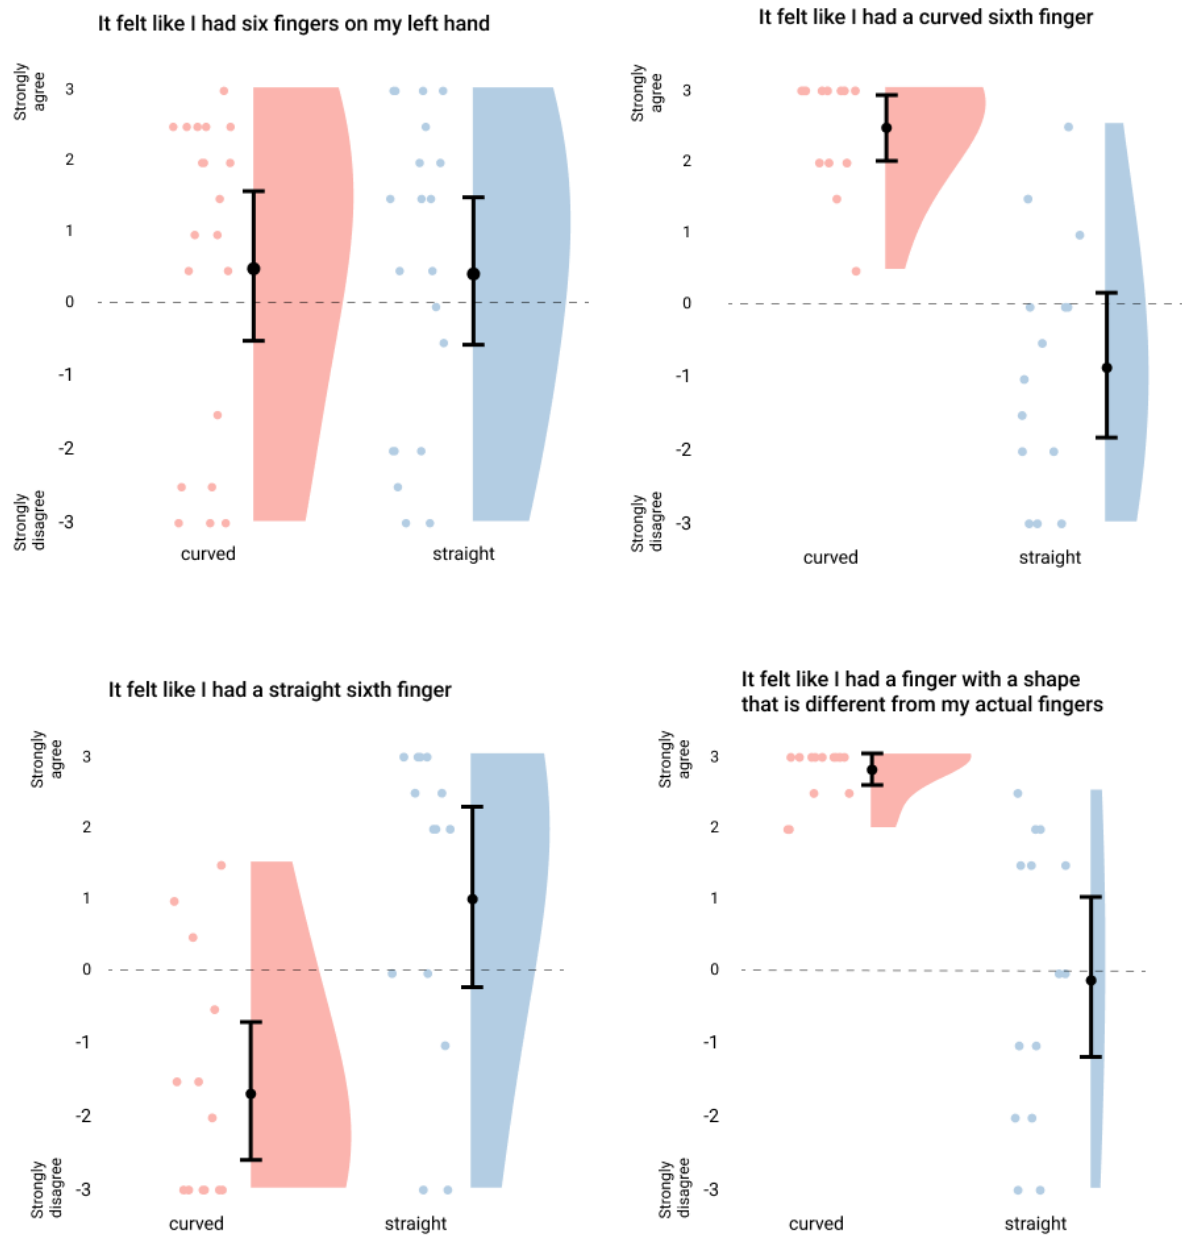 It felt like I had six fingers on my left hand
Strongly
agree
3
2
1
0
-1
-2
-3
Strongly
disagree
curved
straight
It felt like I had a curved sixth finger
Strongly
agree
3
2
1
0
-1
-2
-3
Strongly
disagree
curved
straight
It felt like I had a straight sixth finger
Strongly
agree
3
2
1
0
-1
-2
-3
Strongly
disagree
curved
straight
It felt like I had a finger with a shape
that is different from my actual fingers
Strongly
agree
3
2
1
0
-1
-2
-3
Strongly
disagree
curved
straight